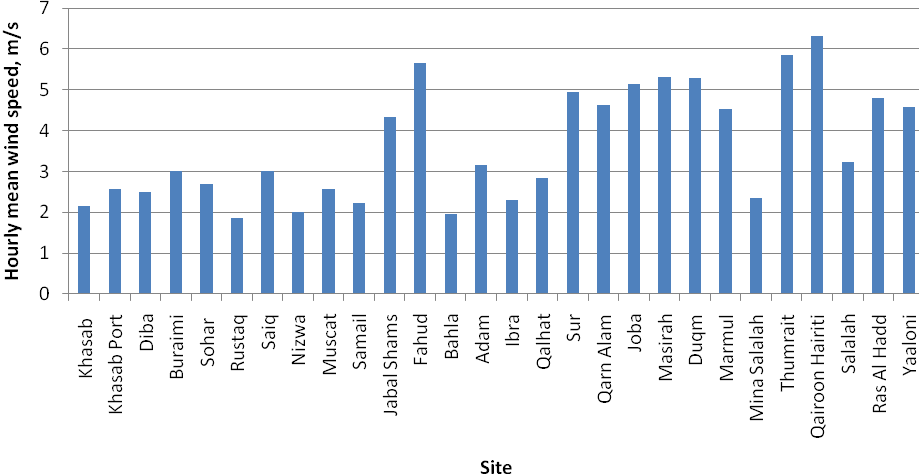 Hourly mean wind speed, m/s
7
6
5
4
3
2
1
0
Khasab
Khasab Port
Diba
Buraimi
Sohar
Rustaq
Saiq
Nizwa
Muscat
Samail
Jabal Shams
Fahud
Bahla
Adam
Ibra
Qalhat
Sur
Qarn Alam
Joba
Masirah
Duqm
Marmul
Mina Salalah
Thumrait
Qairoon Hairiti
Salalah
Ras Al Hadd
Yaaloni
Site